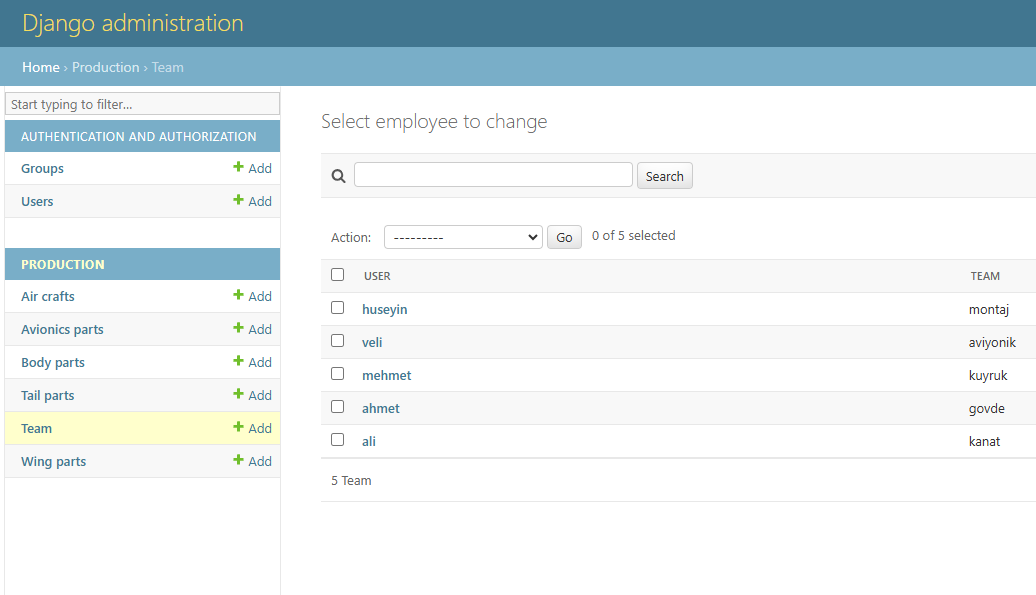 Django administration
Home › Production › Team
Start typing to filter...
AUTHENTICATION AND AUTHORIZATION
Groups + Add
Users + Add
PRODUCTION
Air crafts + Add
Avionics parts + Add
Body parts + Add
Tail parts + Add
Team + Add
Wing parts + Add
Select employee to change
Search
Action: --------- Go 0 of 5 selected
USER TEAM
huseyin montaj
veli aviyonik
mehmet kuyruk
ahmet govde
ali kanat
5 Team